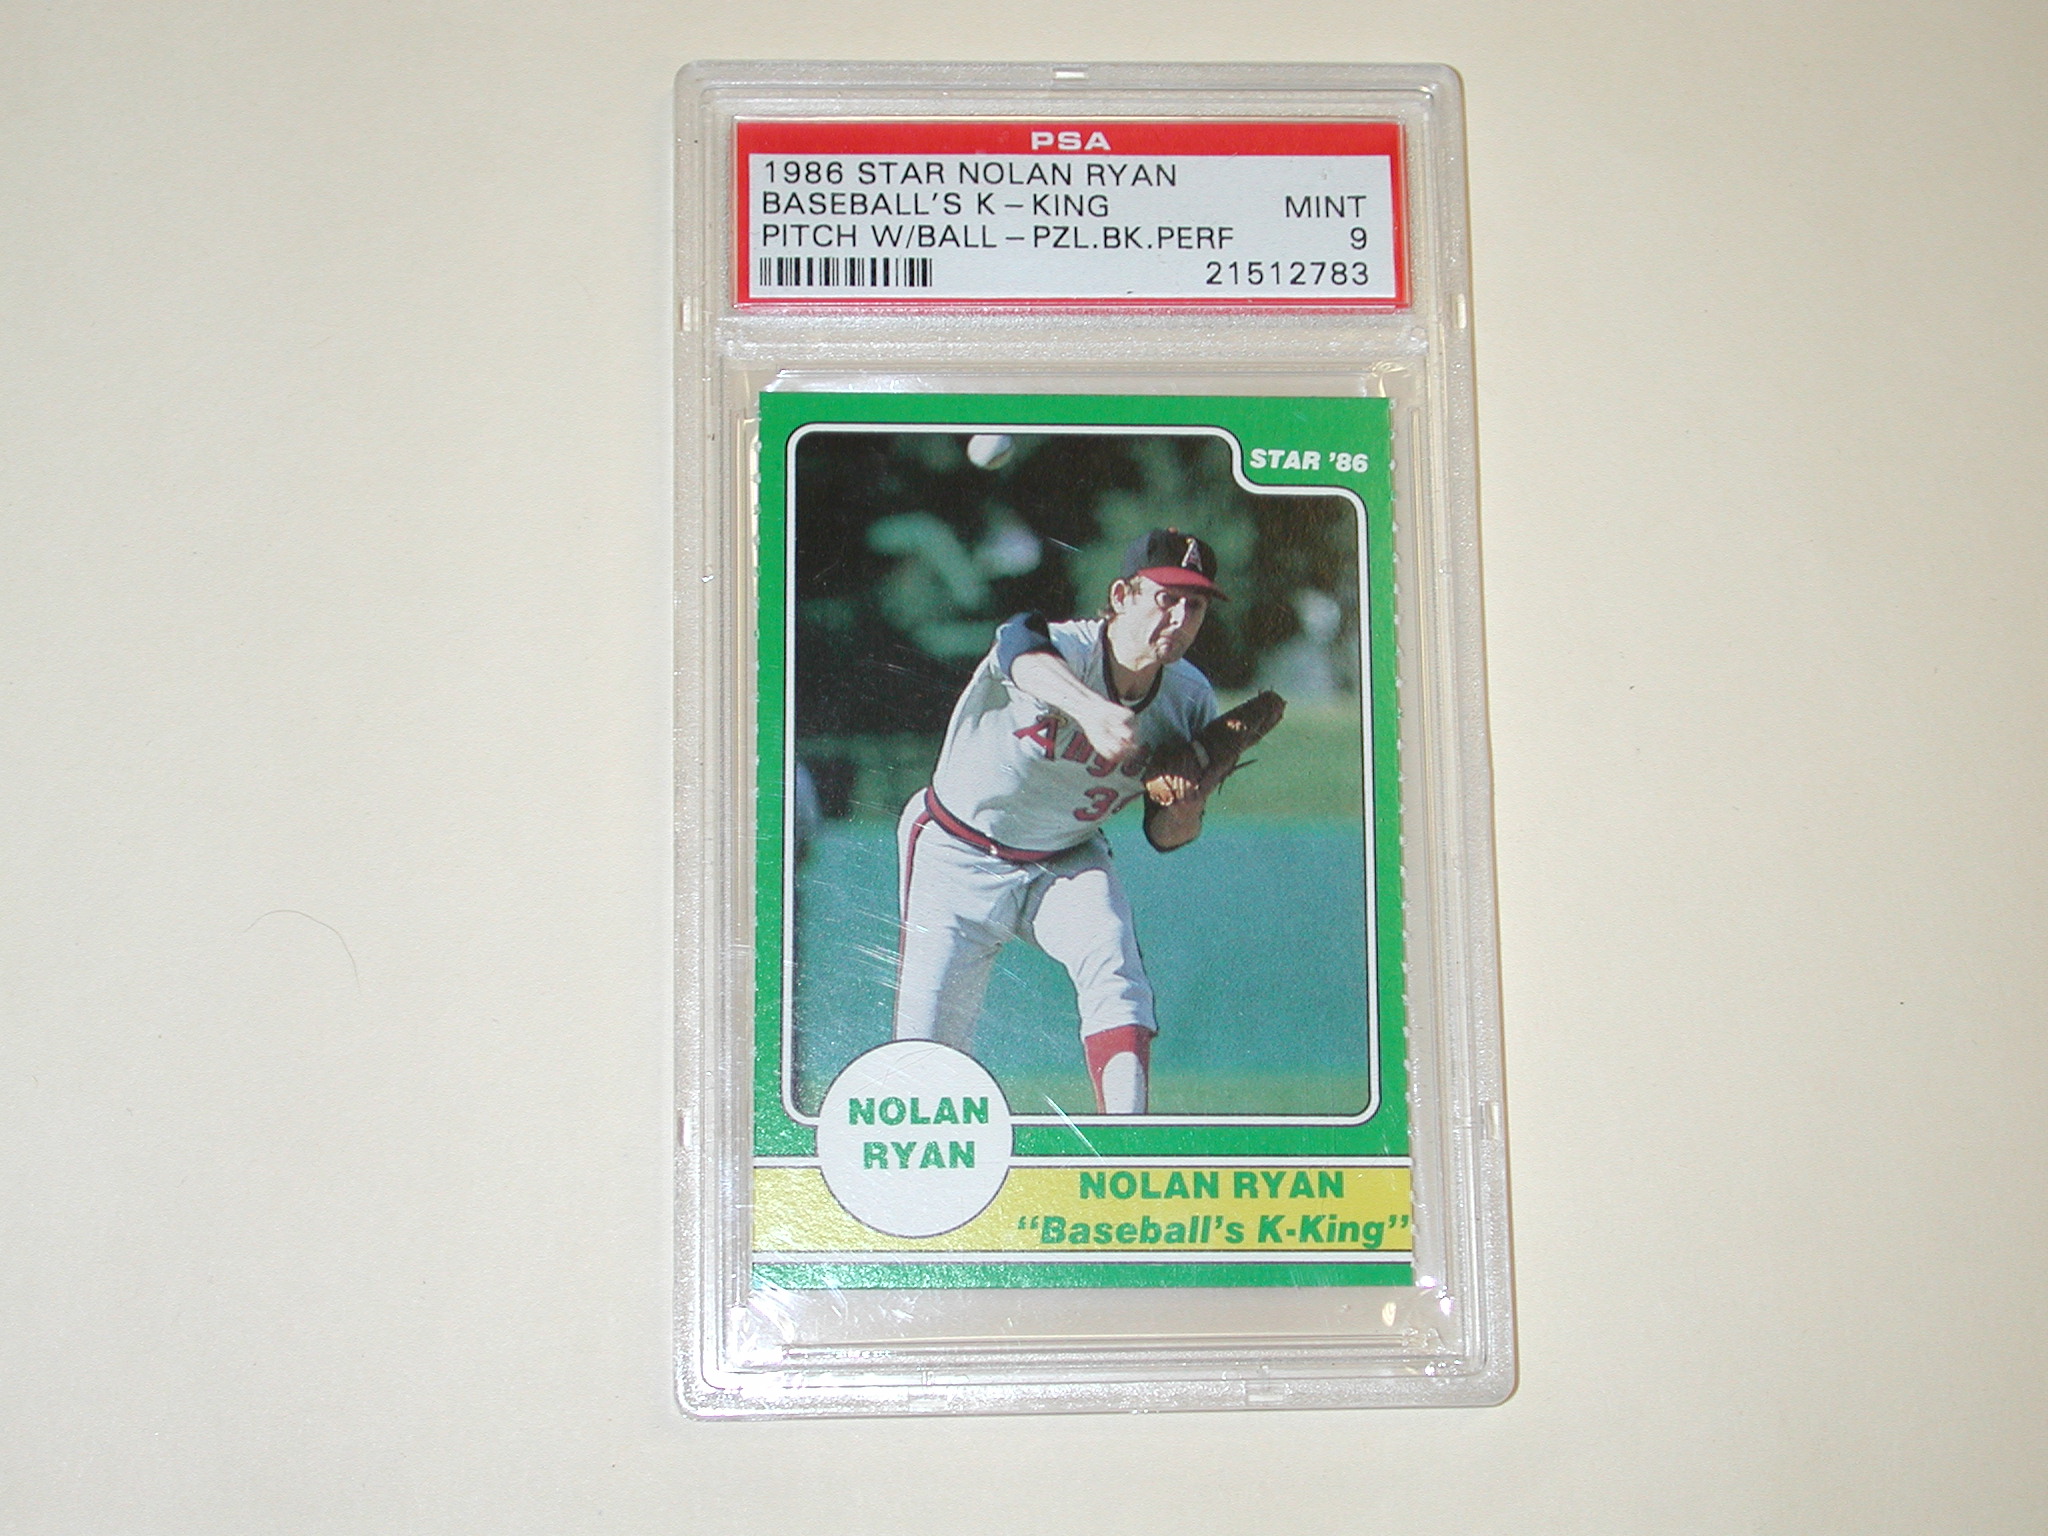 PSA
1986 STAR NOLAN RYAN
BASEBALL'S K-KING MINT
PITCH W/BALL-PZL.BK.PERF 9
21512783
STAR '86
A
Angels
NOLAN
RYAN
NOLAN RYAN
"Baseball's K-King"